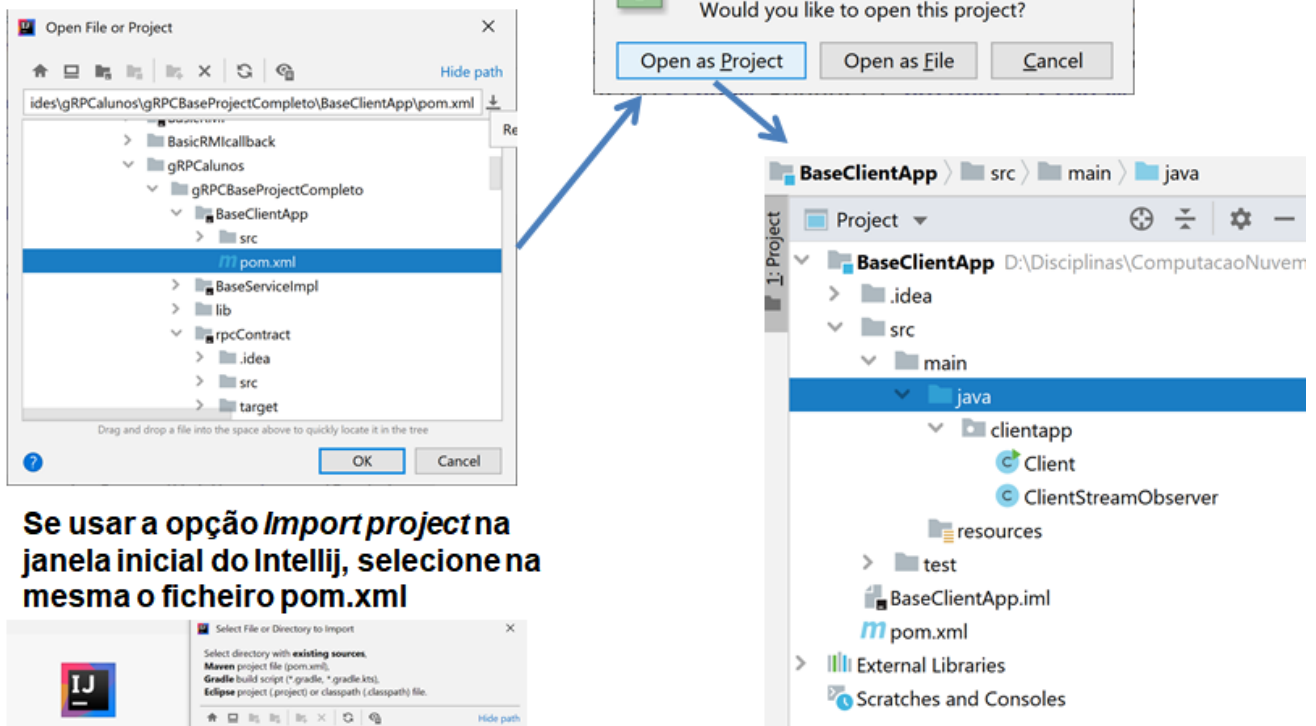 Open File or Project
Hide path
ides\gRPCalunos\gRPCBaseProjectCompleto\BaseClientApp\pom.xml
Re
BasicRMIcallback
gRPCalunos
gRPCBaseProjectCompleto
BaseClientApp
src
pom.xml
BaseServiceImpl
lib
rpcContract
.idea
src
target
Drag and drop a file into the space above to quickly locate it in the tree
OK
Cancel
Would you like to open this project?
Open as Project
Open as File
Cancel
BaseClientApp
src
main
java
1: Project
Project
BaseClientApp D:\Disciplinas\ComputacaoNuvem
.idea
src
main
java
clientapp
Client
ClientStreamObserver
resources
test
BaseClientApp.iml
pom.xml
External Libraries
Scratches and Consoles
Se usar a opção Import project na
janela inicial do Intellij, selecione na
mesma o ficheiro pom.xml
IJ
Select File or Directory to Import
Select directory with existing sources,
Maven project file (pom.xml),
Gradle build script (*.gradle, *.gradle.kts),
Eclipse project (.project) or classpath (.classpath) file.
Hide path